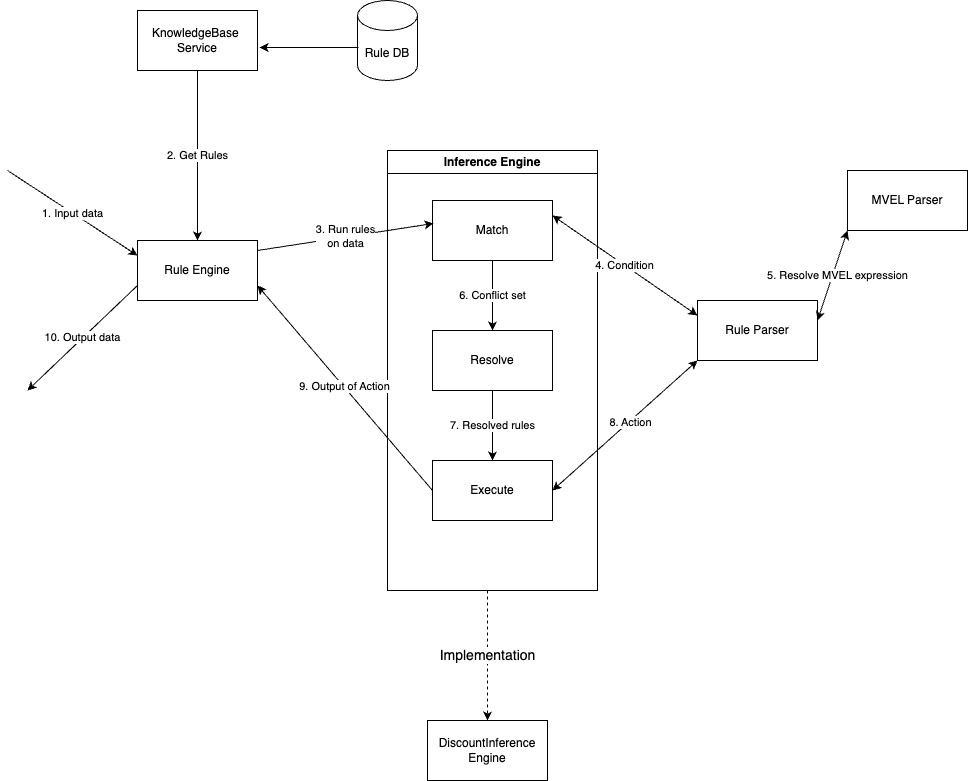 KnowledgeBase
Service
Rule DB
2. Get Rules
Inference Engine
1. Input data
3. Run rules
on data
Match
MVEL Parser
Rule Engine
4. Condition
5. Resolve MVEL expression
6. Conflict set
10. Output data
Resolve
Rule Parser
9. Output of Action
7. Resolved rules
8. Action
Execute
Implementation
DiscountInference
Engine